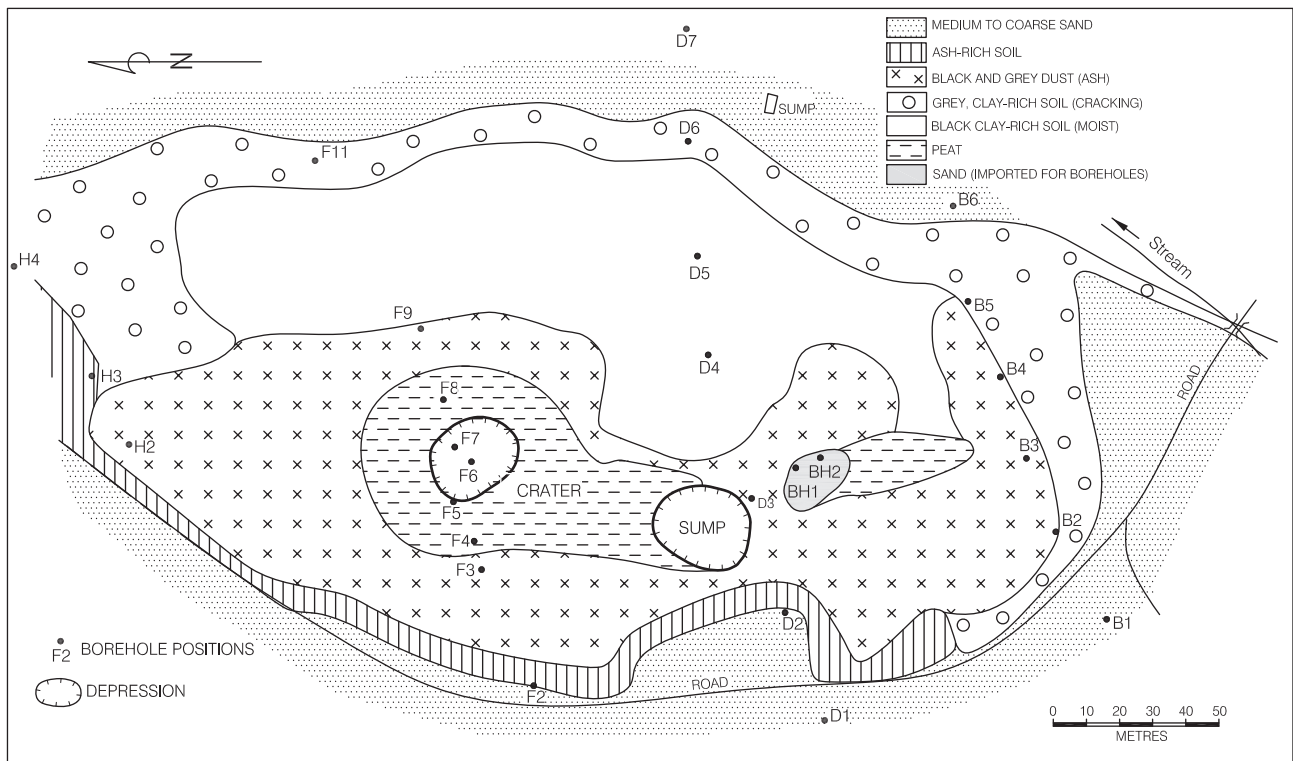 D7
N
MEDIUM TO COARSE SAND
ASH-RICH SOIL
BLACK AND GREY DUST (ASH)
GREY, CLAY-RICH SOIL (CRACKING)
BLACK CLAY-RICH SOIL (MOIST)
PEAT
SAND (IMPORTED FOR BOREHOLES)
SUMP
D6
F11
B6
Stream
H4
D5
B5
F9
D4
B4
H3
ROAD
F8
H2
F7
F6
BH2
BH1
B3
CRATER
F5
D3
SUMP
F4
B2
F3
D2
B1
F2
BOREHOLE POSITIONS
DEPRESSION
F2
ROAD
D1
0 10 20 30 40 50
METRES